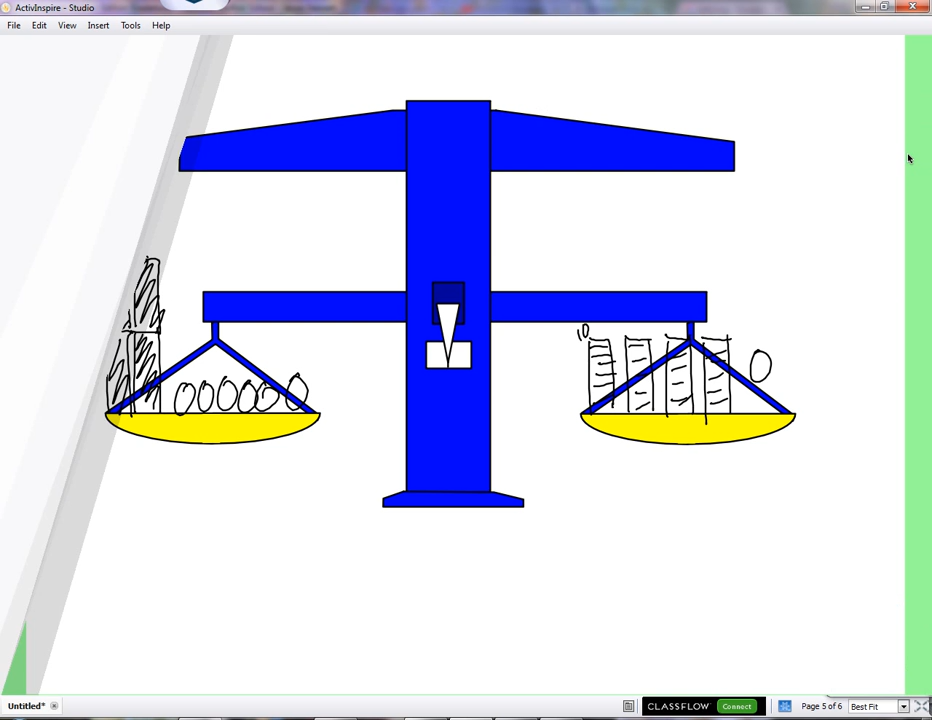 ActivInspire - Studio
File Edit View Insert Tools Help
10
Untitled*
CLASSFLOW Connect
Page 5 of 6
Best Fit